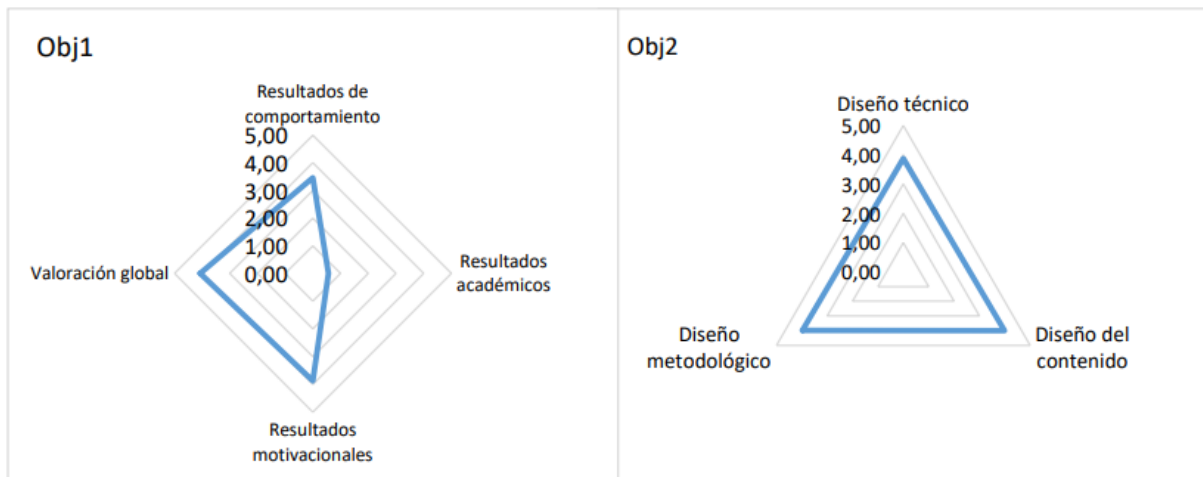 Obj1
Resultados de
comportamiento
5,00
4,00
3,00
2,00
1,00
0,00
Valoración global
Resultados
académicos
Resultados
motivacionales
Obj2
Diseño técnico
5,00
4,00
3,00
2,00
1,00
0,00
Diseño
metodológico
Diseño del
contenido